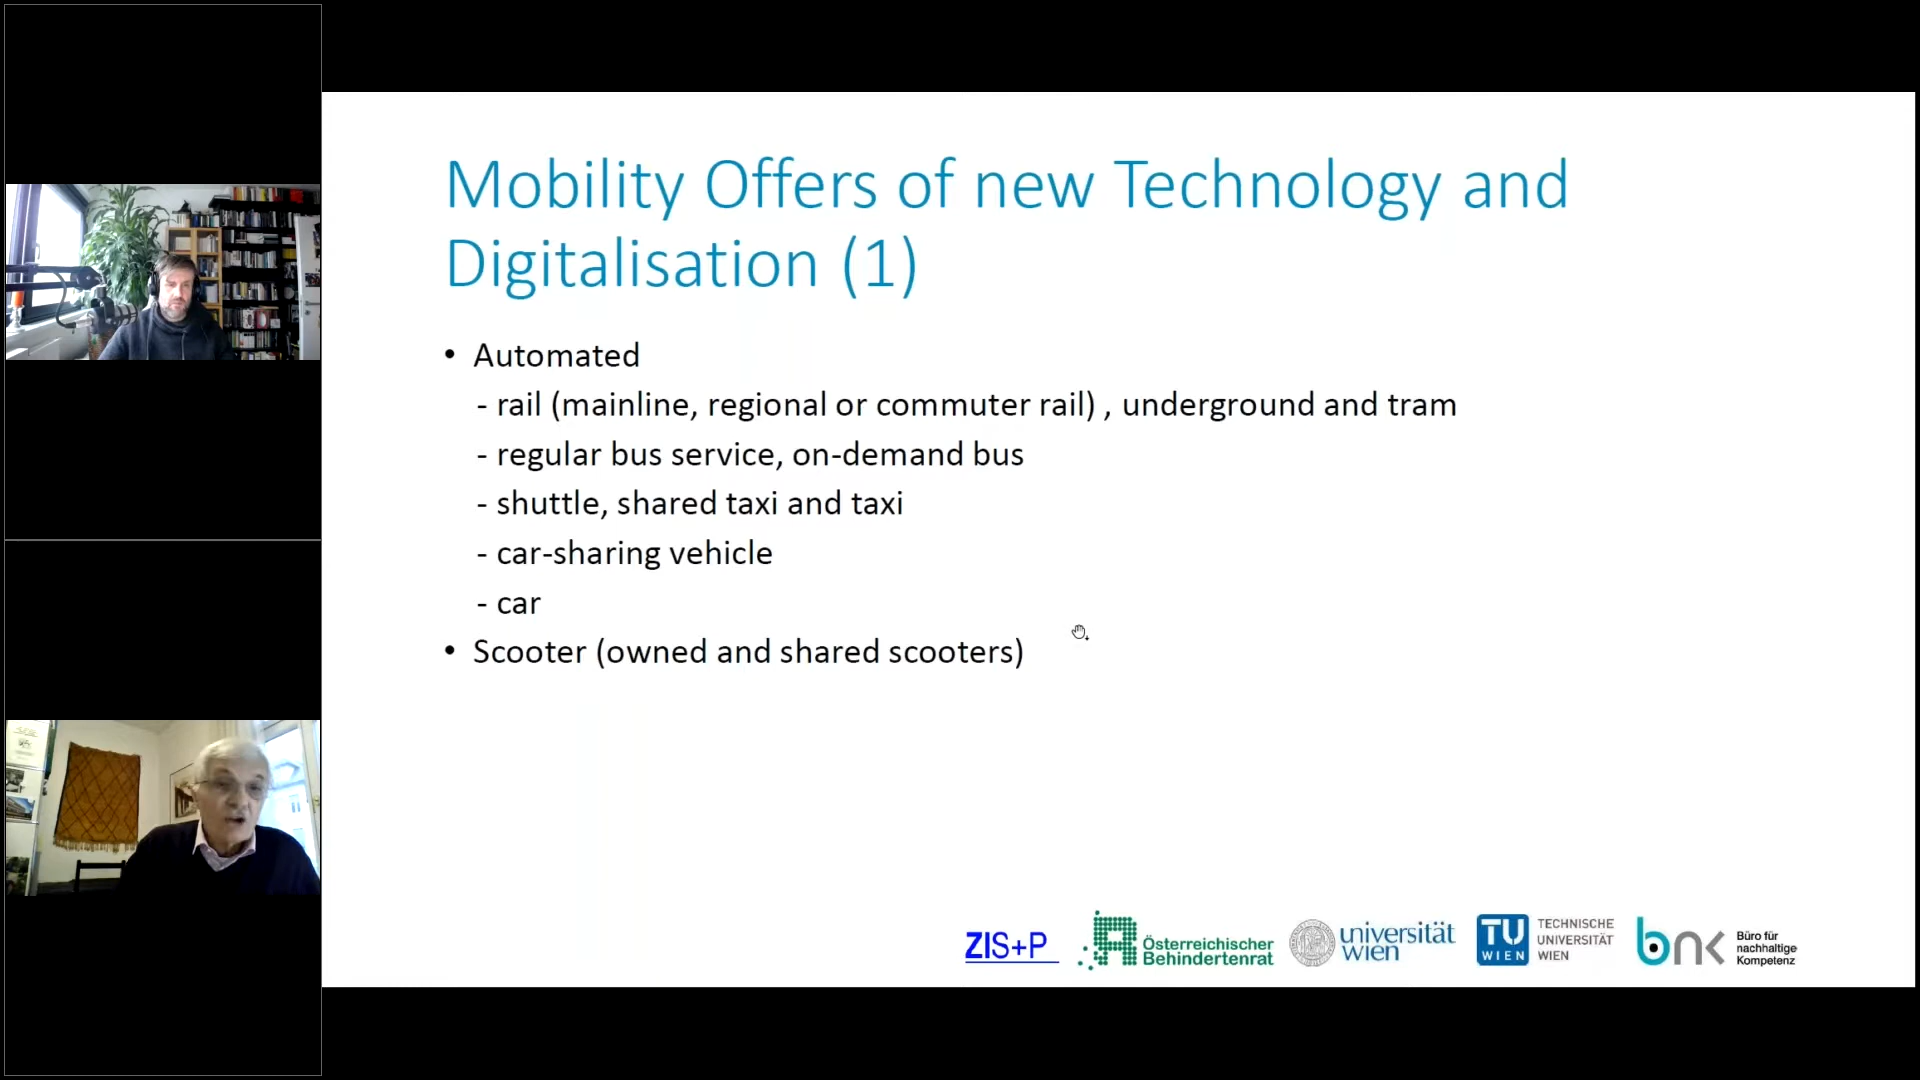 Mobility Offers of new Technology and
Digitalisation (1)
• Automated
- rail (mainline, regional or commuter rail) , underground and tram
- regular bus service, on-demand bus
- shuttle, shared taxi and taxi
- car-sharing vehicle
- car
• Scooter (owned and shared scooters)
ZIS+P
Österreichischer
Behindertenrat
universität
wien
TU
WIEN
TECHNISCHE
UNIVERSITÄT
WIEN
bnk
Büro für
nachhaltige
Kompetenz